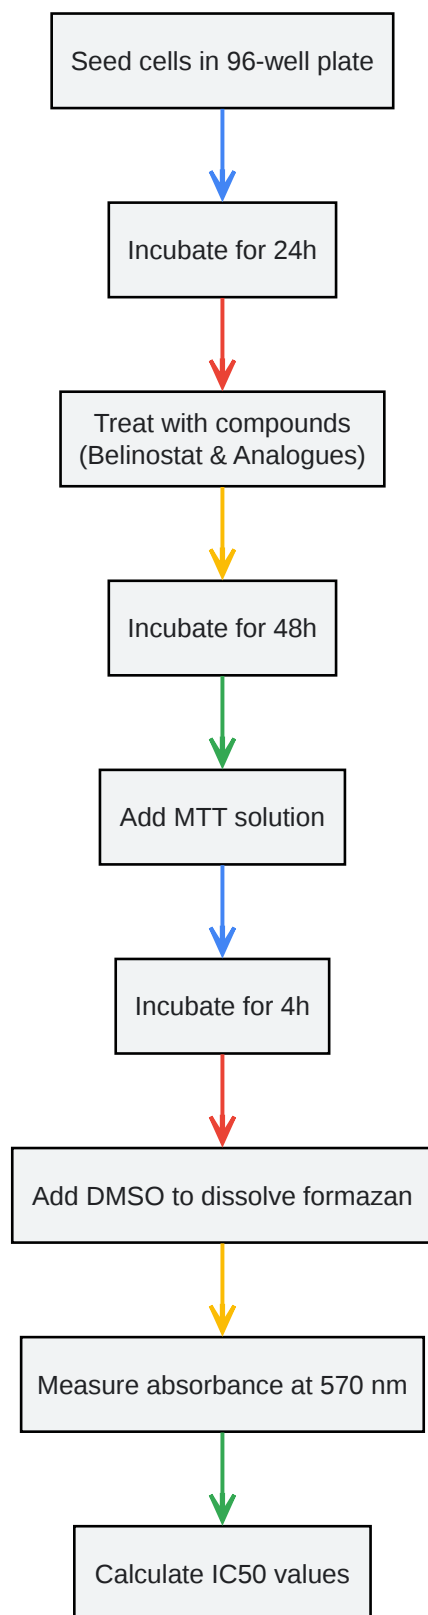 Seed cells in 96-well plate
Incubate for 24h
Treat with compounds
(Belinostat & Analogues)
Incubate for 48h
Add MTT solution
Incubate for 4h
Add DMSO to dissolve formazan
Measure absorbance at 570 nm
Calculate IC50 values